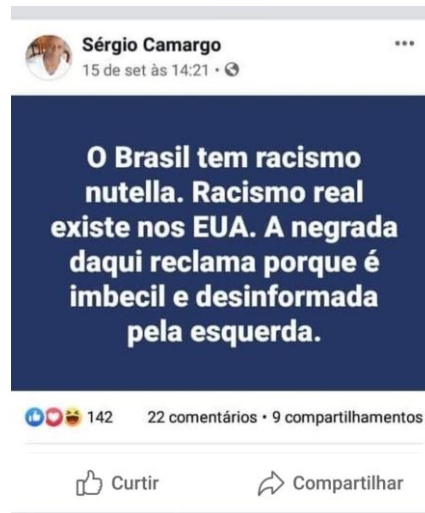 Sérgio Camargo
15 de set às 14:21 ·
O Brasil tem racismo
nutella. Racismo real
existe nos EUA. A negrada
daqui reclama porque é
imbecil e desinformada
pela esquerda.
142 22 comentários • 9 compartilhamentos
Curtir Compartilhar